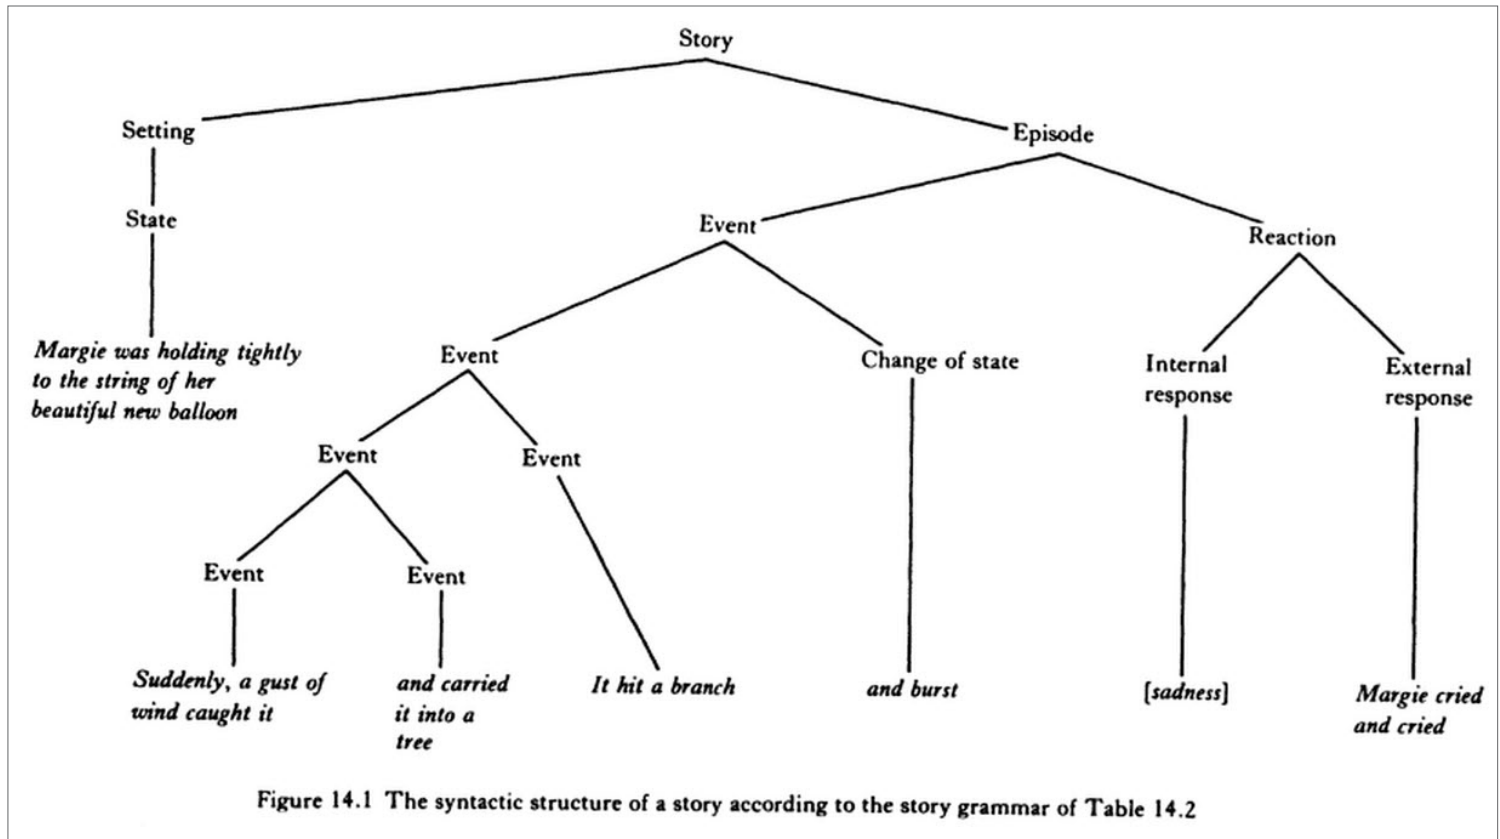 Story
Setting
Episode
State
Event
Reaction
Margie was holding tightly
to the string of her
beautiful new balloon
Event
Change of state
Internal
response
External
response
Event
Event
Event
Event
Suddenly, a gust of
wind caught it
and carried
it into a
tree
It hit a branch
and burst
[sadness]
Margie cried
and cried
Figure 14.1 The syntactic structure of a story according to the story grammar of Table 14.2